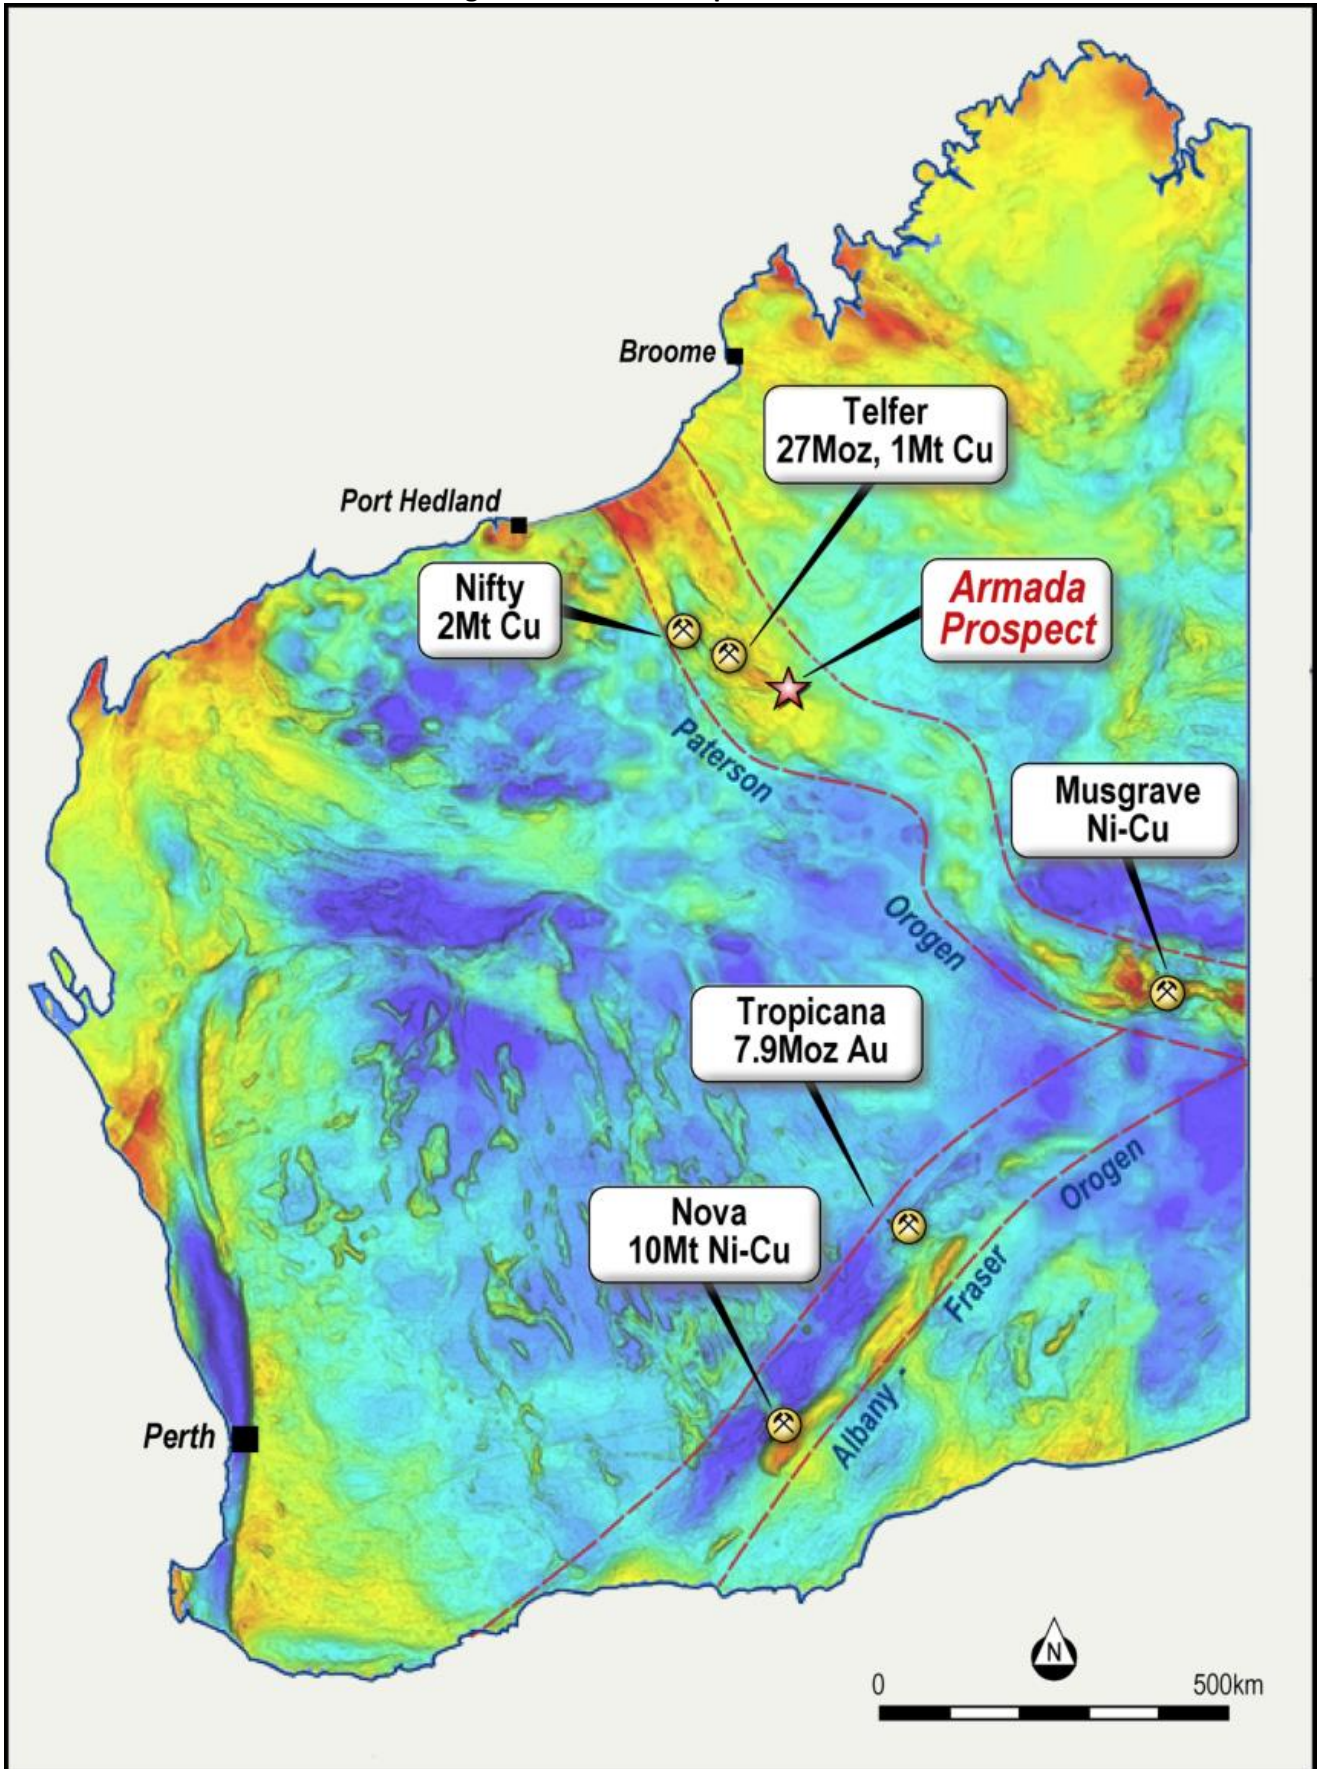 Broome
Telfer
27Moz, 1Mt Cu
Port Hedland
Nifty
2Mt Cu
Armada
Prospect
Paterson
Orogen
Musgrave
Ni-Cu
Tropicana
7.9Moz Au
Nova
10Mt Ni-Cu
Albany -
Fraser
Orogen
Perth
N
0
500km